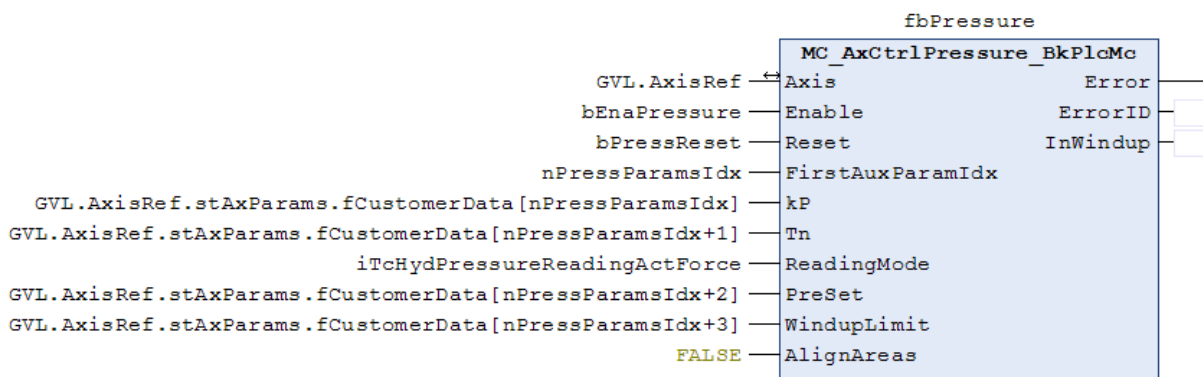 fbPressure
MC_AxCtrlPressure_BkPlcMc
GVL.AxisRef Axis Error
bEnaPressure Enable ErrorID
bPressReset Reset InWindup
nPressParamsIdx FirstAuxParamIdx
GVL.AxisRef.stAxParams.fCustomerData[nPressParamsIdx] kP
GVL.AxisRef.stAxParams.fCustomerData[nPressParamsIdx+1] Tn
iTcHydPressureReadingActForce ReadingMode
GVL.AxisRef.stAxParams.fCustomerData[nPressParamsIdx+2] PreSet
GVL.AxisRef.stAxParams.fCustomerData[nPressParamsIdx+3] WindupLimit
FALSE AlignAreas